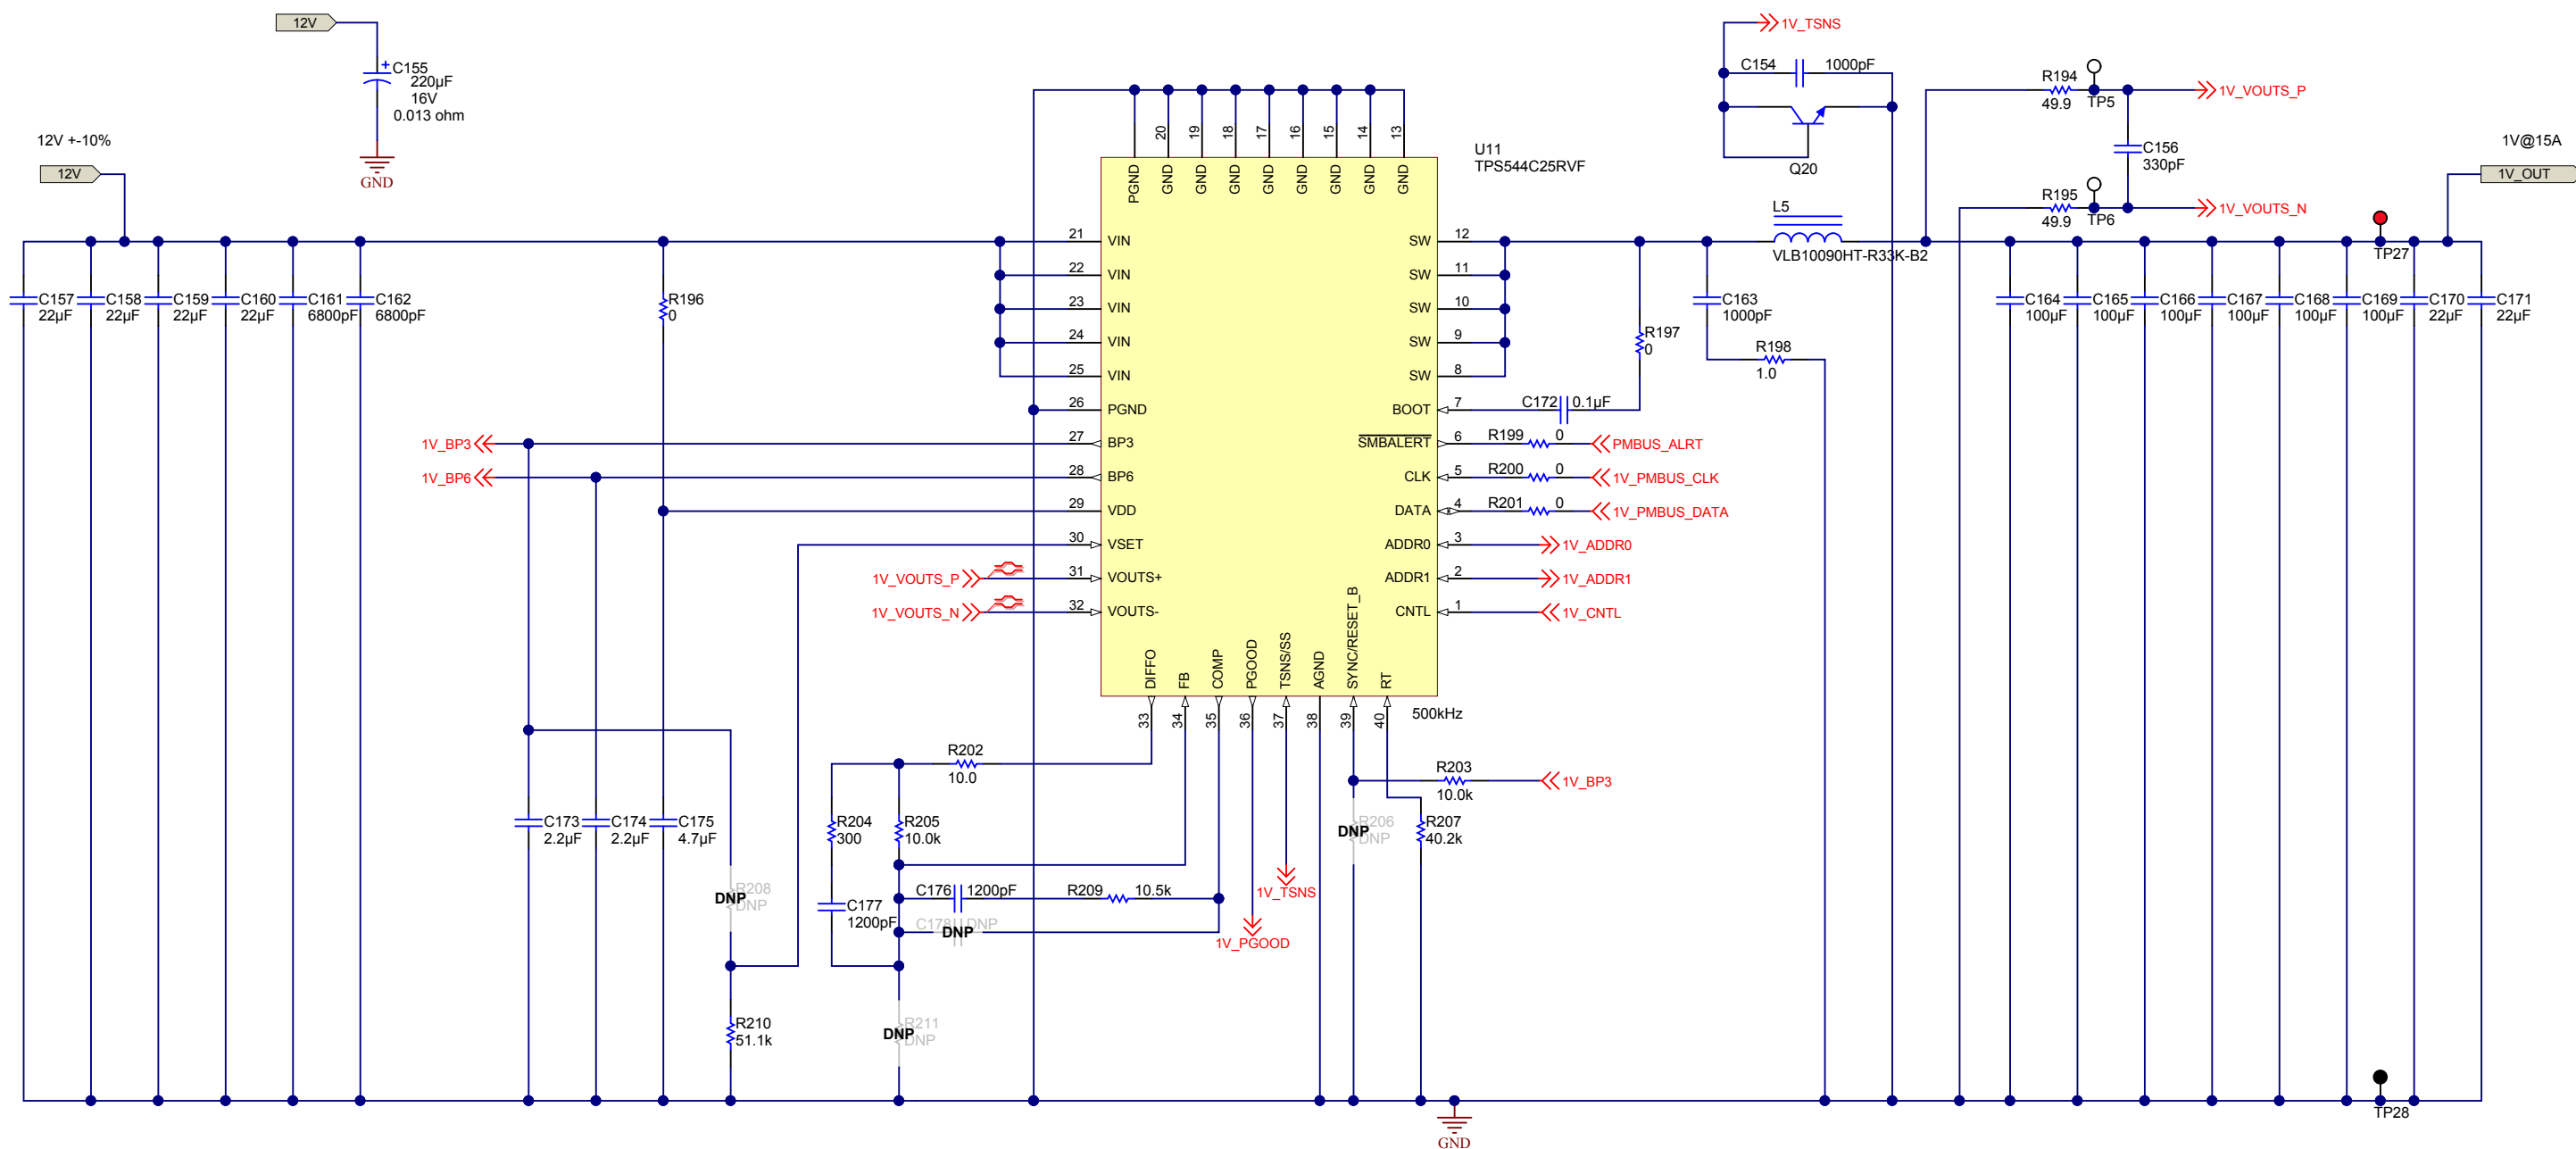 12V
C155
220µF
16V
0.013 ohm
GND
12V +-10%
12V
C157
22µF
C158
22µF
C159
22µF
C160
22µF
C161
6800pF
C162
6800pF
R196
0
1V_BP3
1V_BP6
1V_VOUTS_P
1V_VOUTS_N
U11
TPS544C25RVF
20
19
18
17
16
15
14
13
PGND
GND
GND
GND
GND
GND
GND
GND
GND
21 VIN
22 VIN
23 VIN
24 VIN
25 VIN
26 PGND
27 BP3
28 BP6
29 VDD
30 VSET
31 VOUTS+
32 VOUTS-
SW 12
SW 11
SW 10
SW 9
SW 8
BOOT 7
SMBALERT 6
CLK 5
DATA 4
ADDR0 3
ADDR1 2
CNTL 1
DIFFO
FB
COMP
PGOOD
TSNS/SS
AGND
SYNC/RESET_B
RT
33
34
35
36
37
38
39
40
500kHz
1V_TSNS
C154
1000pF
Q20
L5
VLB10090HT-R33K-B2
R197
0
C163
1000pF
R198
1.0
C172 0.1µF
R199 0 PMBUS_ALRT
R200 0 1V_PMBUS_CLK
R201 0 1V_PMBUS_DATA
1V_ADDR0
1V_ADDR1
1V_CNTL
R194
49.9
TP5
1V_VOUTS_P
C156
330pF
R195
49.9
TP6
1V_VOUTS_N
1V@15A
1V_OUT
TP27
C164
100µF
C165
100µF
C166
100µF
C167
100µF
C168
100µF
C169
100µF
C170
22µF
C171
22µF
C173
2.2µF
C174
2.2µF
C175
4.7µF
R208
DNP
DNP
R210
51.1k
R202
10.0
R204
300
R205
10.0k
C177
1200pF
C176 1200pF
R209 10.5k
C178 DNP
DNP
R211
DNP
DNP
1V_PGOOD
1V_TSNS
R203
10.0k
1V_BP3
R206
DNP
DNP
R207
40.2k
GND
TP28